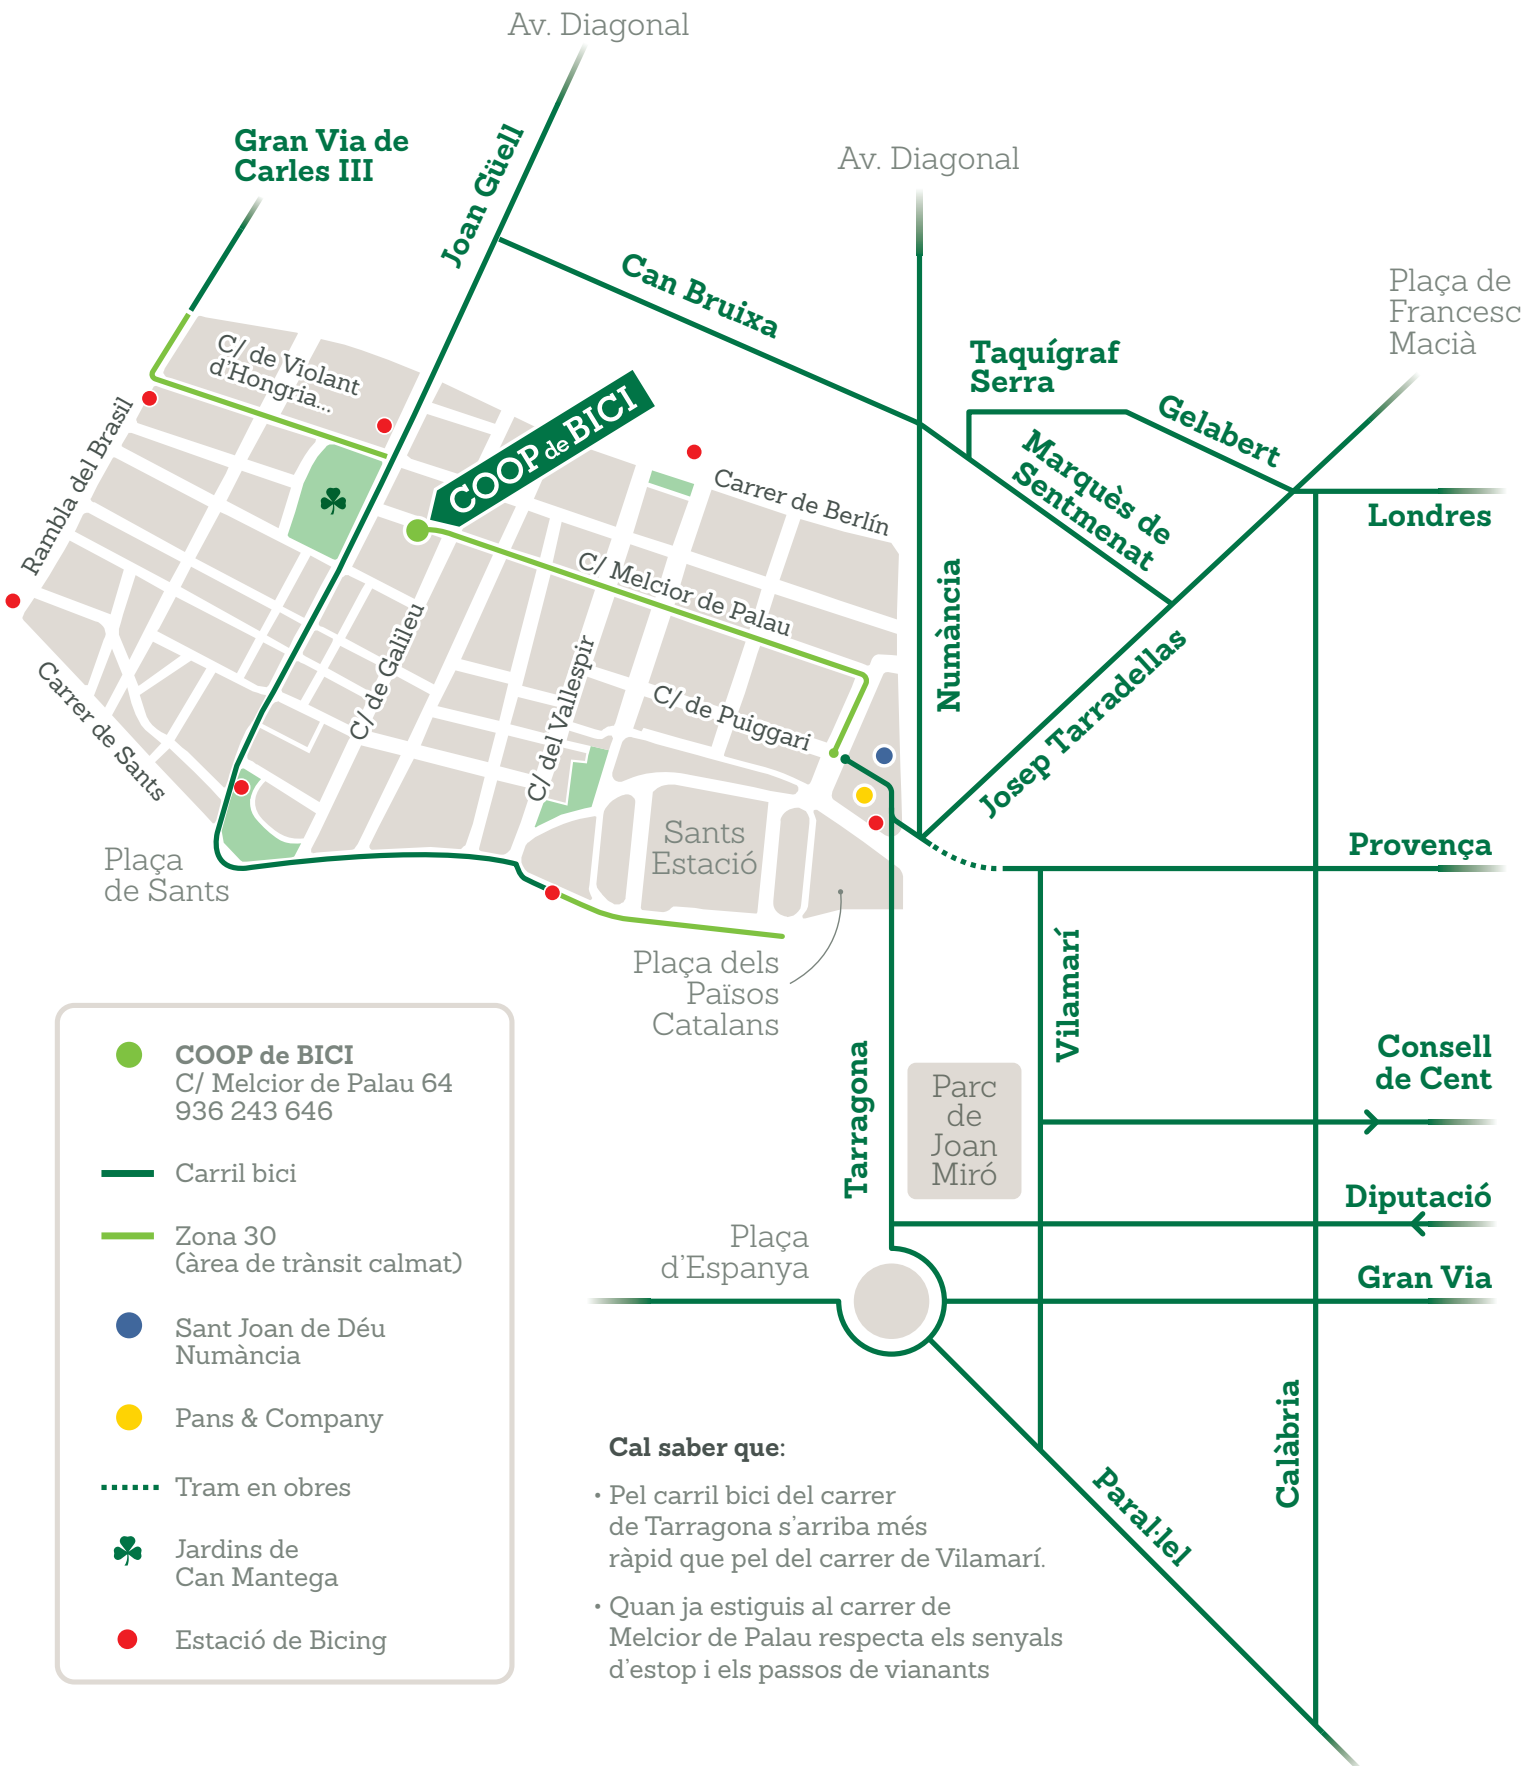 Av. Diagonal
Gran Via de
Carles III
Joan Güell
Av. Diagonal
Can Bruixa
Plaça de
Francesc
Macià
Taquígraf
Serra
Gelabert
C/ de Violant
d'Hongria...
Rambla del Brasil
COOP de BICI
Marquès de
Sentmenat
Carrer de Berlín
Londres
C/ Melcior de Palau
Numància
C/ de Galileu
C/ del Vallespir
Josep Tarradellas
Carrer de Sants
C/ de Puiggari
Sants
Estació
Provença
Plaça
de Sants
Vilamarí
Plaça dels
Països
Catalans
Tarragona
Parc
de
Joan
Miró
Consell
de Cent
Diputació
Plaça
d'Espanya
Gran Via
Calàbria
Paral·lel
COOP de BICI
C/ Melcior de Palau 64
936 243 646
Carril bici
Zona 30
(àrea de trànsit calmat)
Sant Joan de Déu
Numància
Pans & Company
Tram en obres
Jardins de
Can Mantega
Estació de Bicing
Cal saber que:
· Pel carril bici del carrer
de Tarragona s'arriba més
ràpid que pel del carrer de Vilamarí.
· Quan ja estiguis al carrer de
Melcior de Palau respecta els senyals
d'estop i els passos de vianants